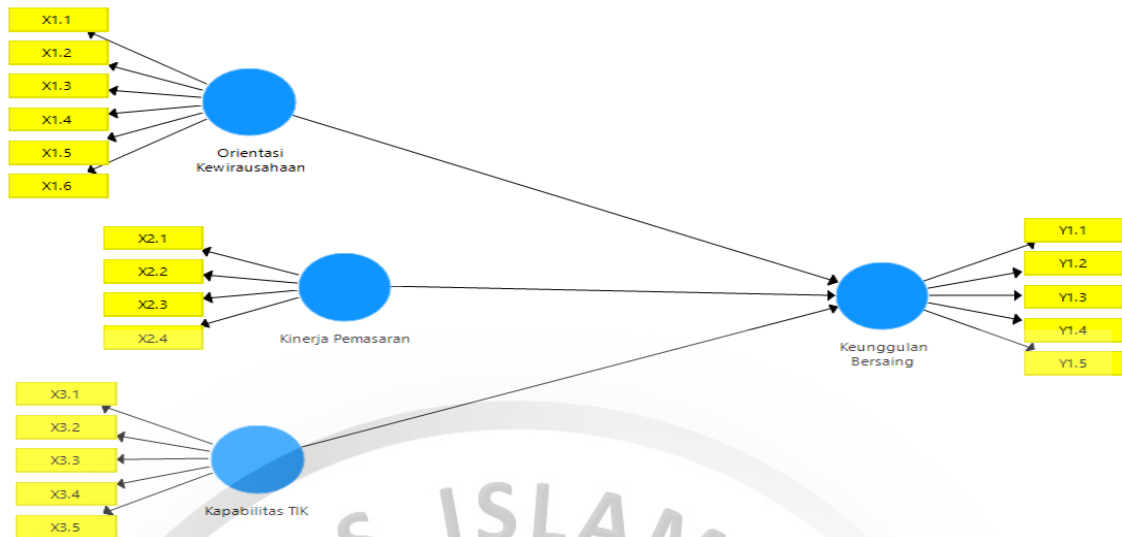 X1.1
X1.2
X1.3
X1.4
X1.5
X1.6
Orientasi
Kewirausahaan
X2.1
X2.2
X2.3
X2.4
Kinerja Pemasaran
X3.1
X3.2
X3.3
X3.4
X3.5
Kapabilitas TIK
Keunggulan
Bersaing
Y1.1
Y1.2
Y1.3
Y1.4
Y1.5